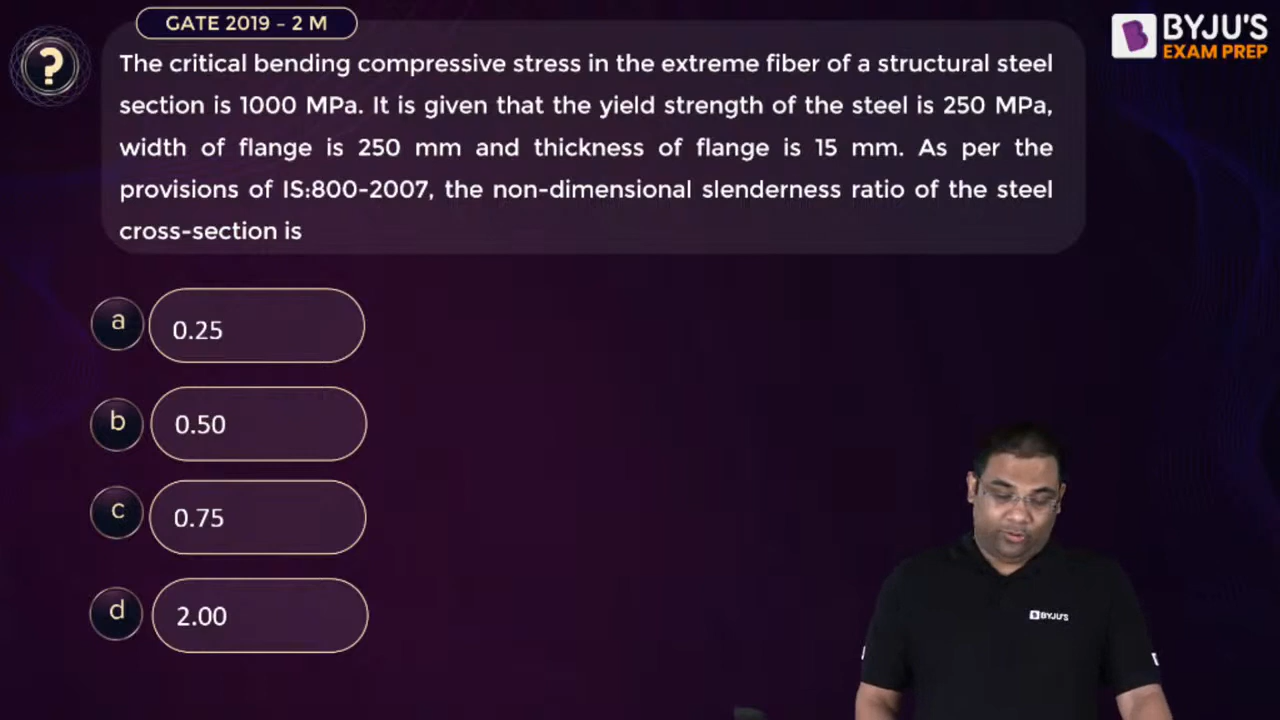 GATE 2019 – 2 M
BYJU'S
EXAM PREP
?
The critical bending compressive stress in the extreme fiber of a structural steel
section is 1000 MPa. It is given that the yield strength of the steel is 250 MPa,
width of flange is 250 mm and thickness of flange is 15 mm. As per the
provisions of IS:800-2007, the non-dimensional slenderness ratio of the steel
cross-section is
a
0.25
b
0.50
c
0.75
d
2.00
BYJU'S